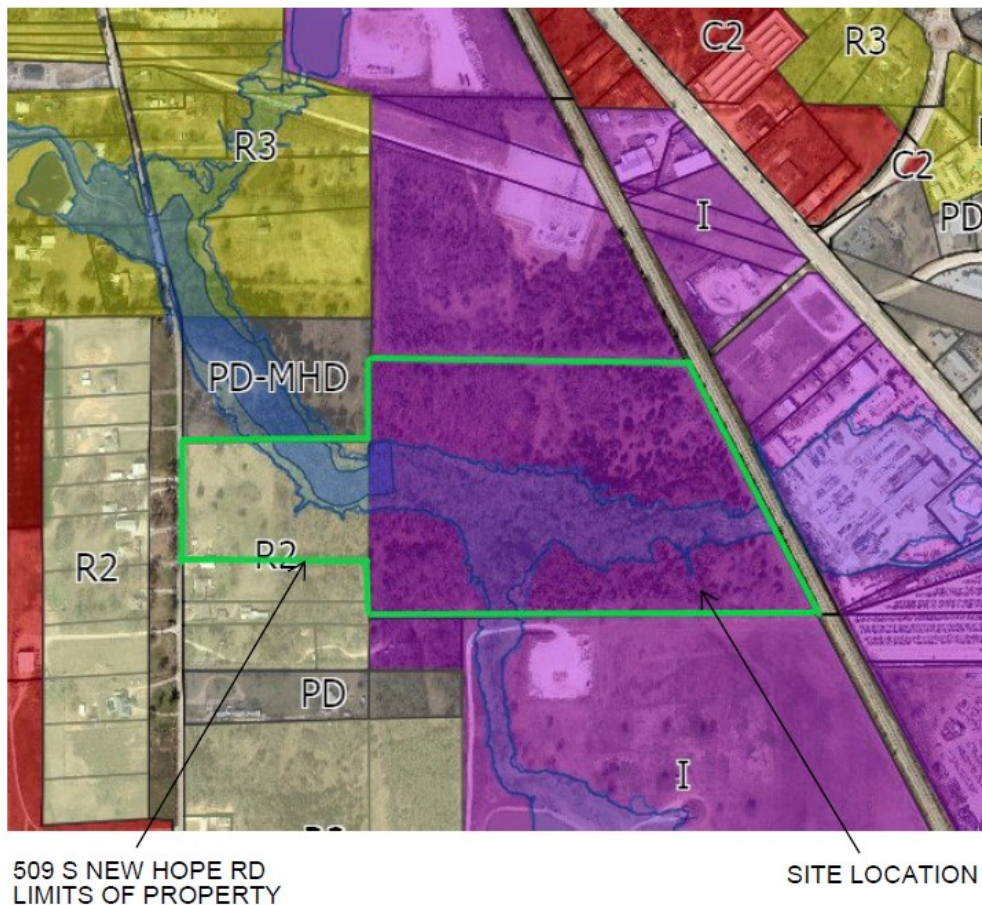 C2
R3
R3
C2
I
PD
PD-MHD
R2
R2
PD
I
509 S NEW HOPE RD
LIMITS OF PROPERTY
SITE LOCATION